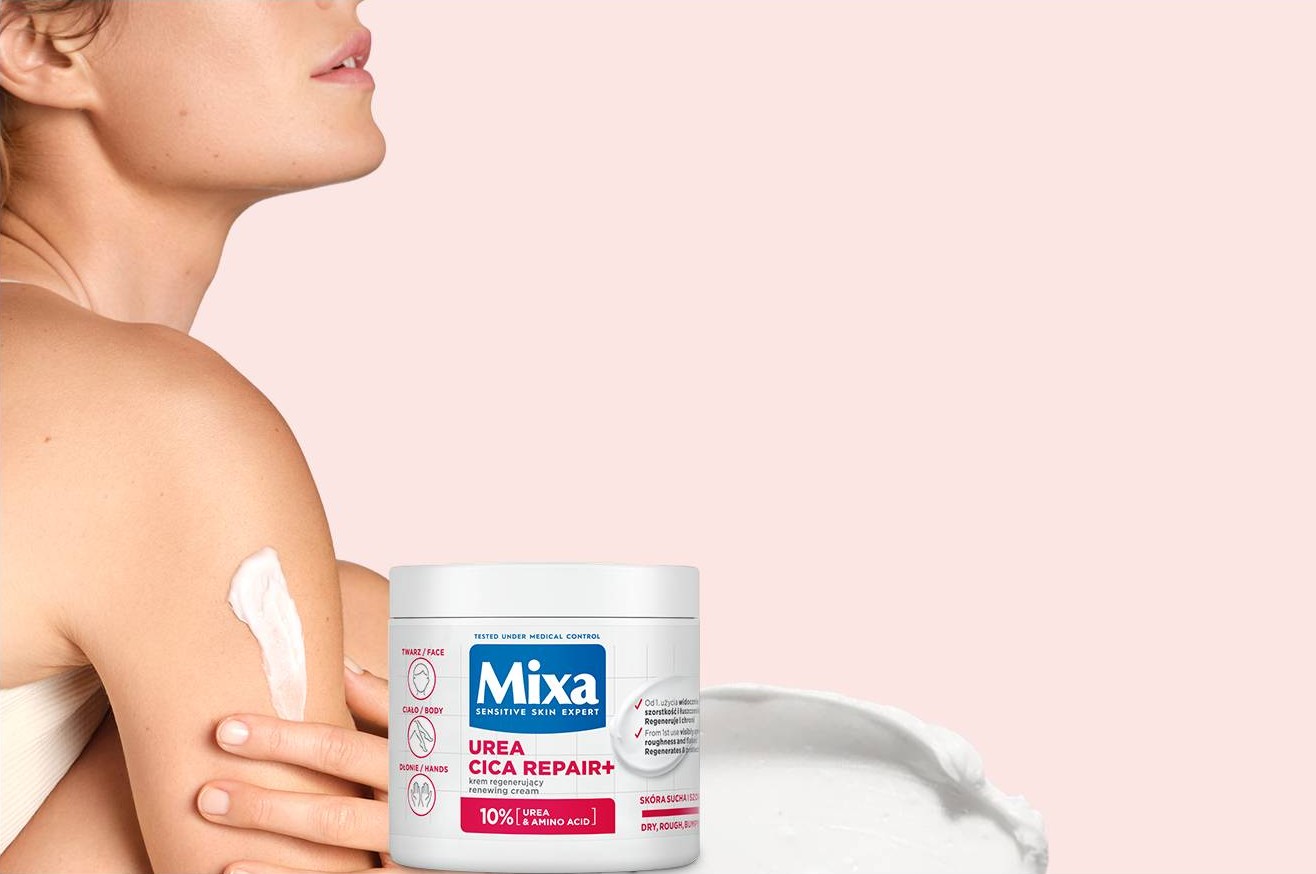 TESTED UNDER MEDICAL CONTROL
Mixa
SENSITIVE SKIN EXPERT
TWARZ / FACE
CIAŁO / BODY
DŁONIE / HANDS
UREA
CICA REPAIR+
krem regenerujący
renewing cream
10% [ UREA
& AMINO ACID ]
Od 1. użycia
szorstkość i
Regeneruje i chroni
From 1st use visibly
roughness and
Regenerates &
SKÓRA SUCHA I
DRY, ROUGH,